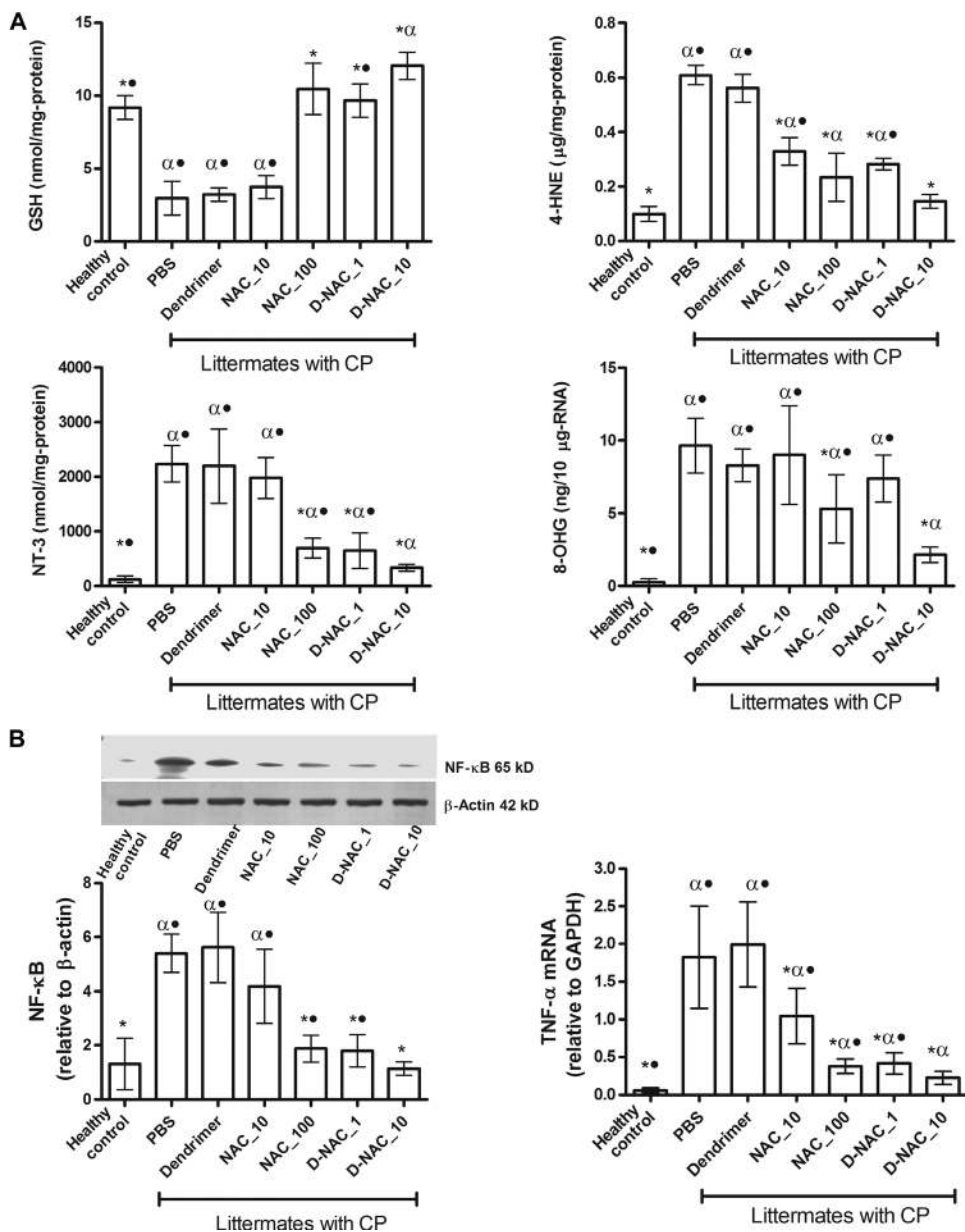 A
GSH (nmol/mg-protein)
15
10
5
0
*●
α●
α●
α●
*
*●
*α
Healthy control
PBS
Dendrimer
NAC_10
NAC_100
D-NAC_1
D-NAC_10
Littermates with CP
4-HNE (μg/mg-protein)
0.8
0.6
0.4
0.2
0.0
*
α●
α●
*α●
*α
*α●
*
Healthy control
PBS
Dendrimer
NAC_10
NAC_100
D-NAC_1
D-NAC_10
Littermates with CP
NT-3 (nmol/mg-protein)
4000
3000
2000
1000
0
*●
α●
α●
α●
*α●
*α●
*α
Healthy control
PBS
Dendrimer
NAC_10
NAC_100
D-NAC_1
D-NAC_10
Littermates with CP
8-OHG (ng/10 μg-RNA)
15
10
5
0
*●
α●
α●
α●
*α●
α●
*α
Healthy control
PBS
Dendrimer
NAC_10
NAC_100
D-NAC_1
D-NAC_10
Littermates with CP
B
NF-κB 65 kD
β-Actin 42 kD
Healthy control
PBS
Dendrimer
NAC_10
NAC_100
D-NAC_1
D-NAC_10
NF-κB
(relative to β-actin)
8
6
4
2
0
*
α●
α●
α●
*●
*●
*
Healthy control
PBS
Dendrimer
NAC_10
NAC_100
D-NAC_1
D-NAC_10
Littermates with CP
TNF-α mRNA
(relative to GAPDH)
3.0
2.5
2.0
1.5
1.0
0.5
0.0
*●
α●
α●
*α●
*α●
*α●
*α
Healthy control
PBS
Dendrimer
NAC_10
NAC_100
D-NAC_1
D-NAC_10
Littermates with CP